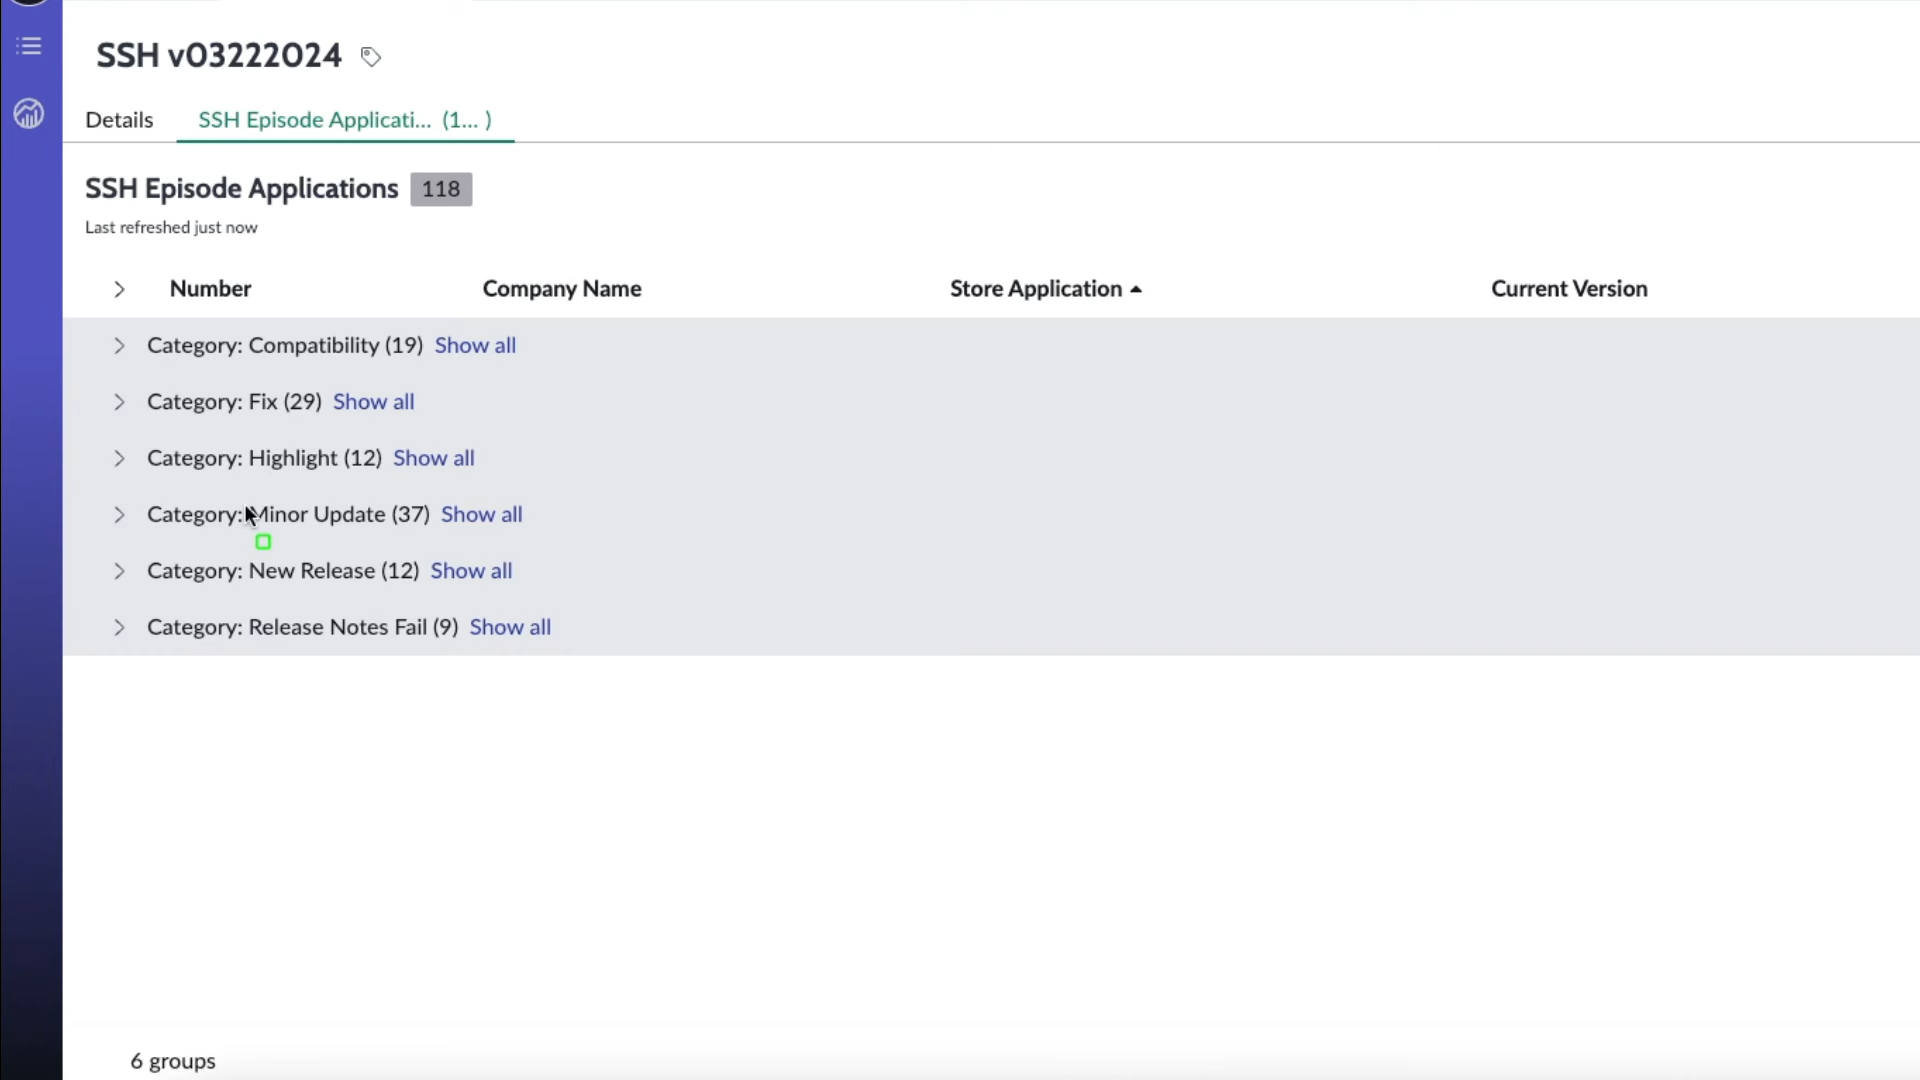 SSH v03222024
Details SSH Episode Applicati... (1... )
SSH Episode Applications 118
Last refreshed just now
Number Company Name Store Application Current Version
Category: Compatibility (19) Show all
Category: Fix (29) Show all
Category: Highlight (12) Show all
Category: Minor Update (37) Show all
Category: New Release (12) Show all
Category: Release Notes Fail (9) Show all
6 groups